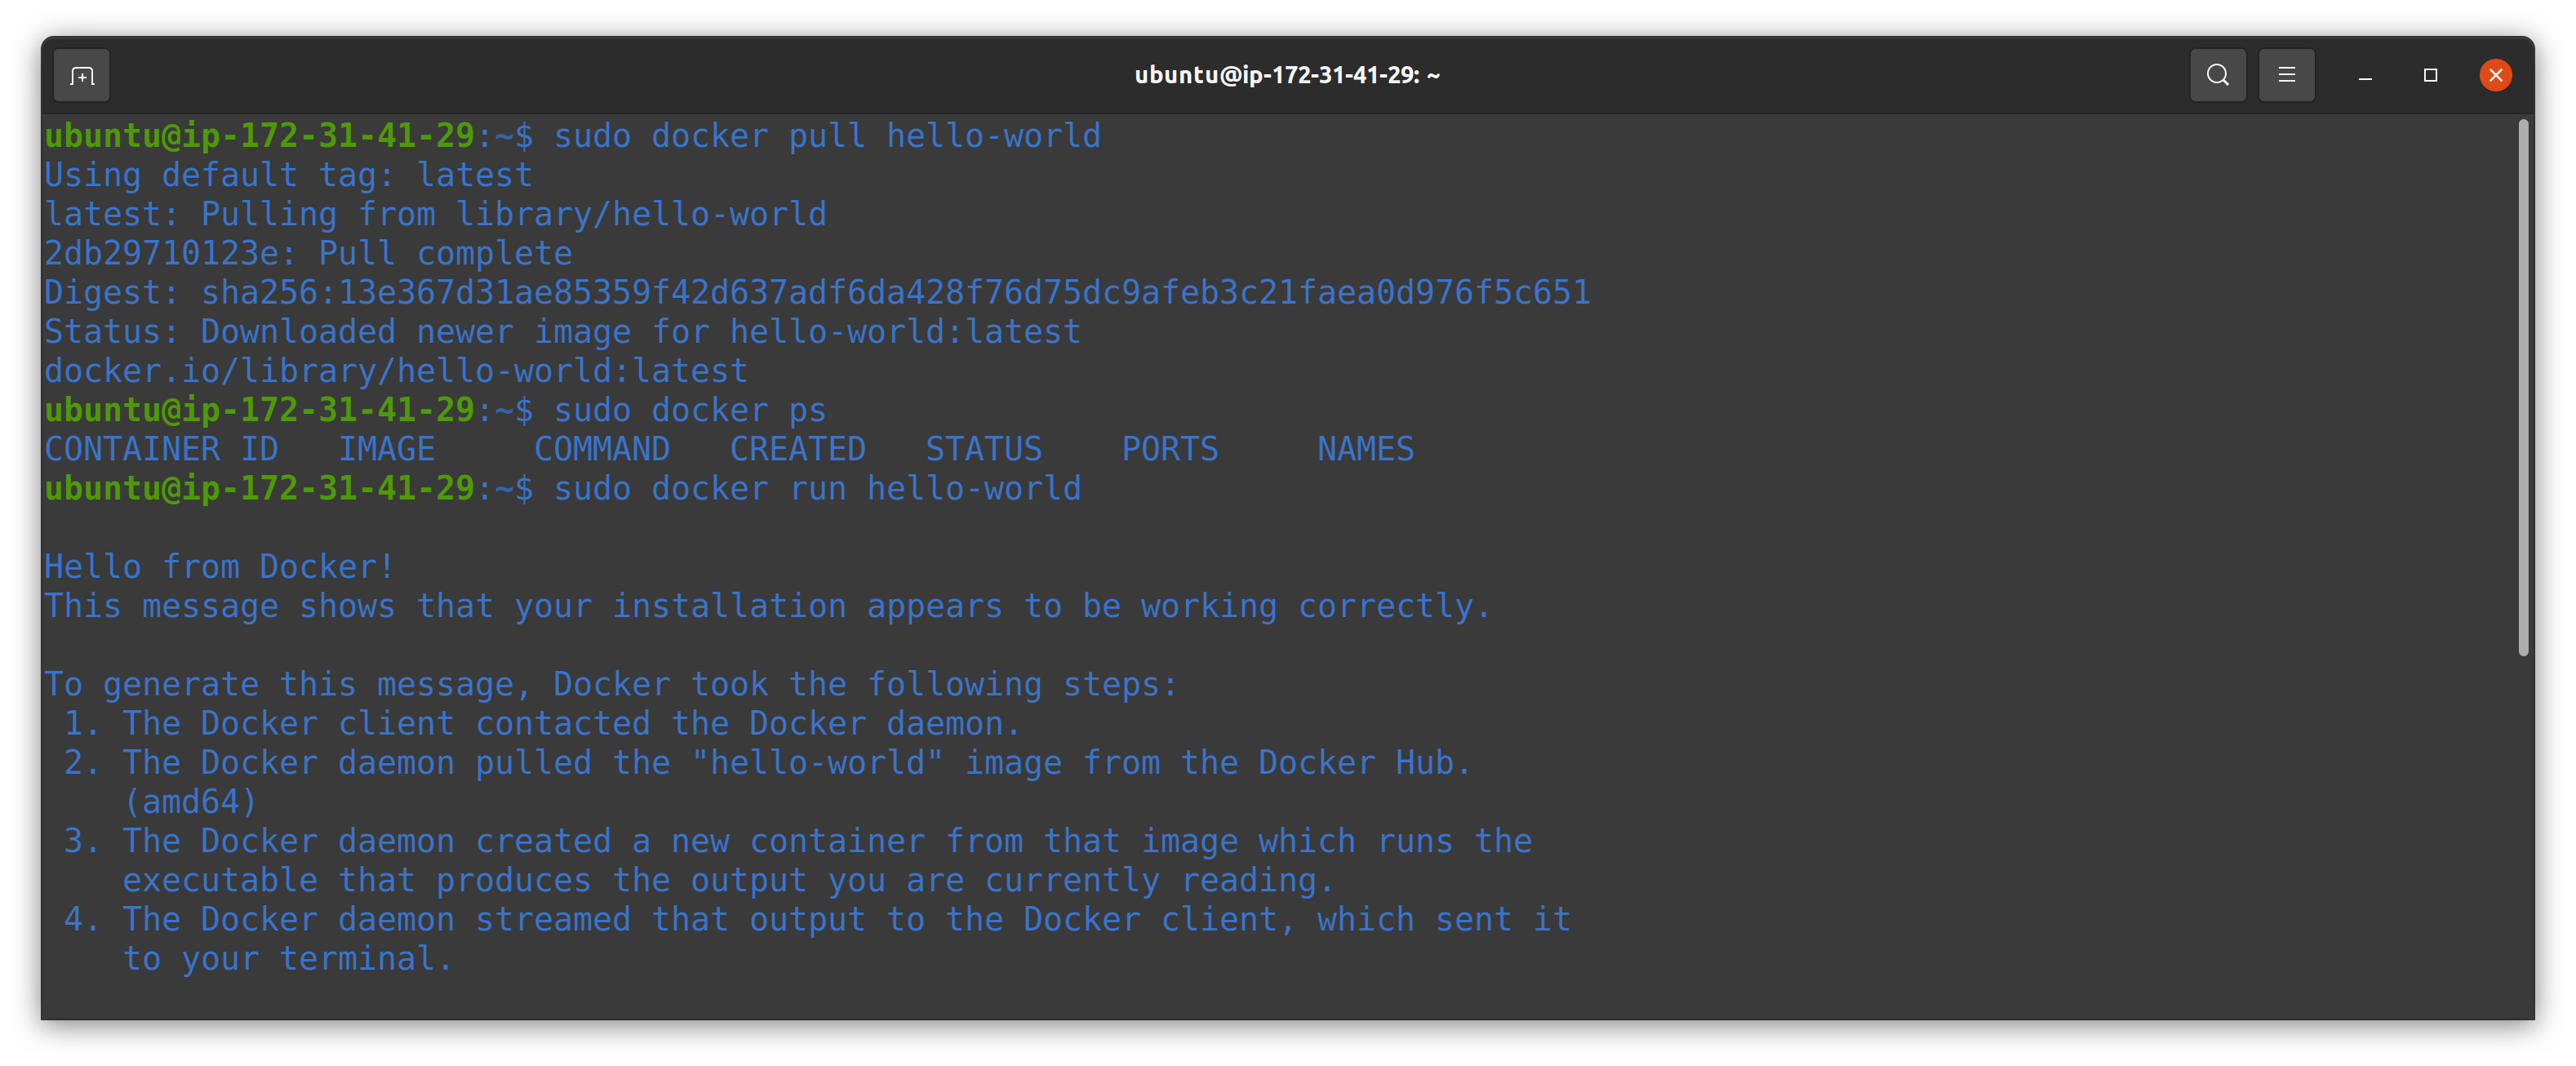 ubuntu@ip-172-31-41-29: ~
ubuntu@ip-172-31-41-29:~$ sudo docker pull hello-world
Using default tag: latest
latest: Pulling from library/hello-world
2db29710123e: Pull complete
Digest: sha256:13e367d31ae85359f42d637adf6da428f76d75dc9afeb3c21faea0d976f5c651
Status: Downloaded newer image for hello-world:latest
docker.io/library/hello-world:latest
ubuntu@ip-172-31-41-29:~$ sudo docker ps
CONTAINER ID   IMAGE     COMMAND   CREATED   STATUS    PORTS     NAMES
ubuntu@ip-172-31-41-29:~$ sudo docker run hello-world

Hello from Docker!
This message shows that your installation appears to be working correctly.

To generate this message, Docker took the following steps:
 1. The Docker client contacted the Docker daemon.
 2. The Docker daemon pulled the "hello-world" image from the Docker Hub.
    (amd64)
 3. The Docker daemon created a new container from that image which runs the
    executable that produces the output you are currently reading.
 4. The Docker daemon streamed that output to the Docker client, which sent it
    to your terminal.